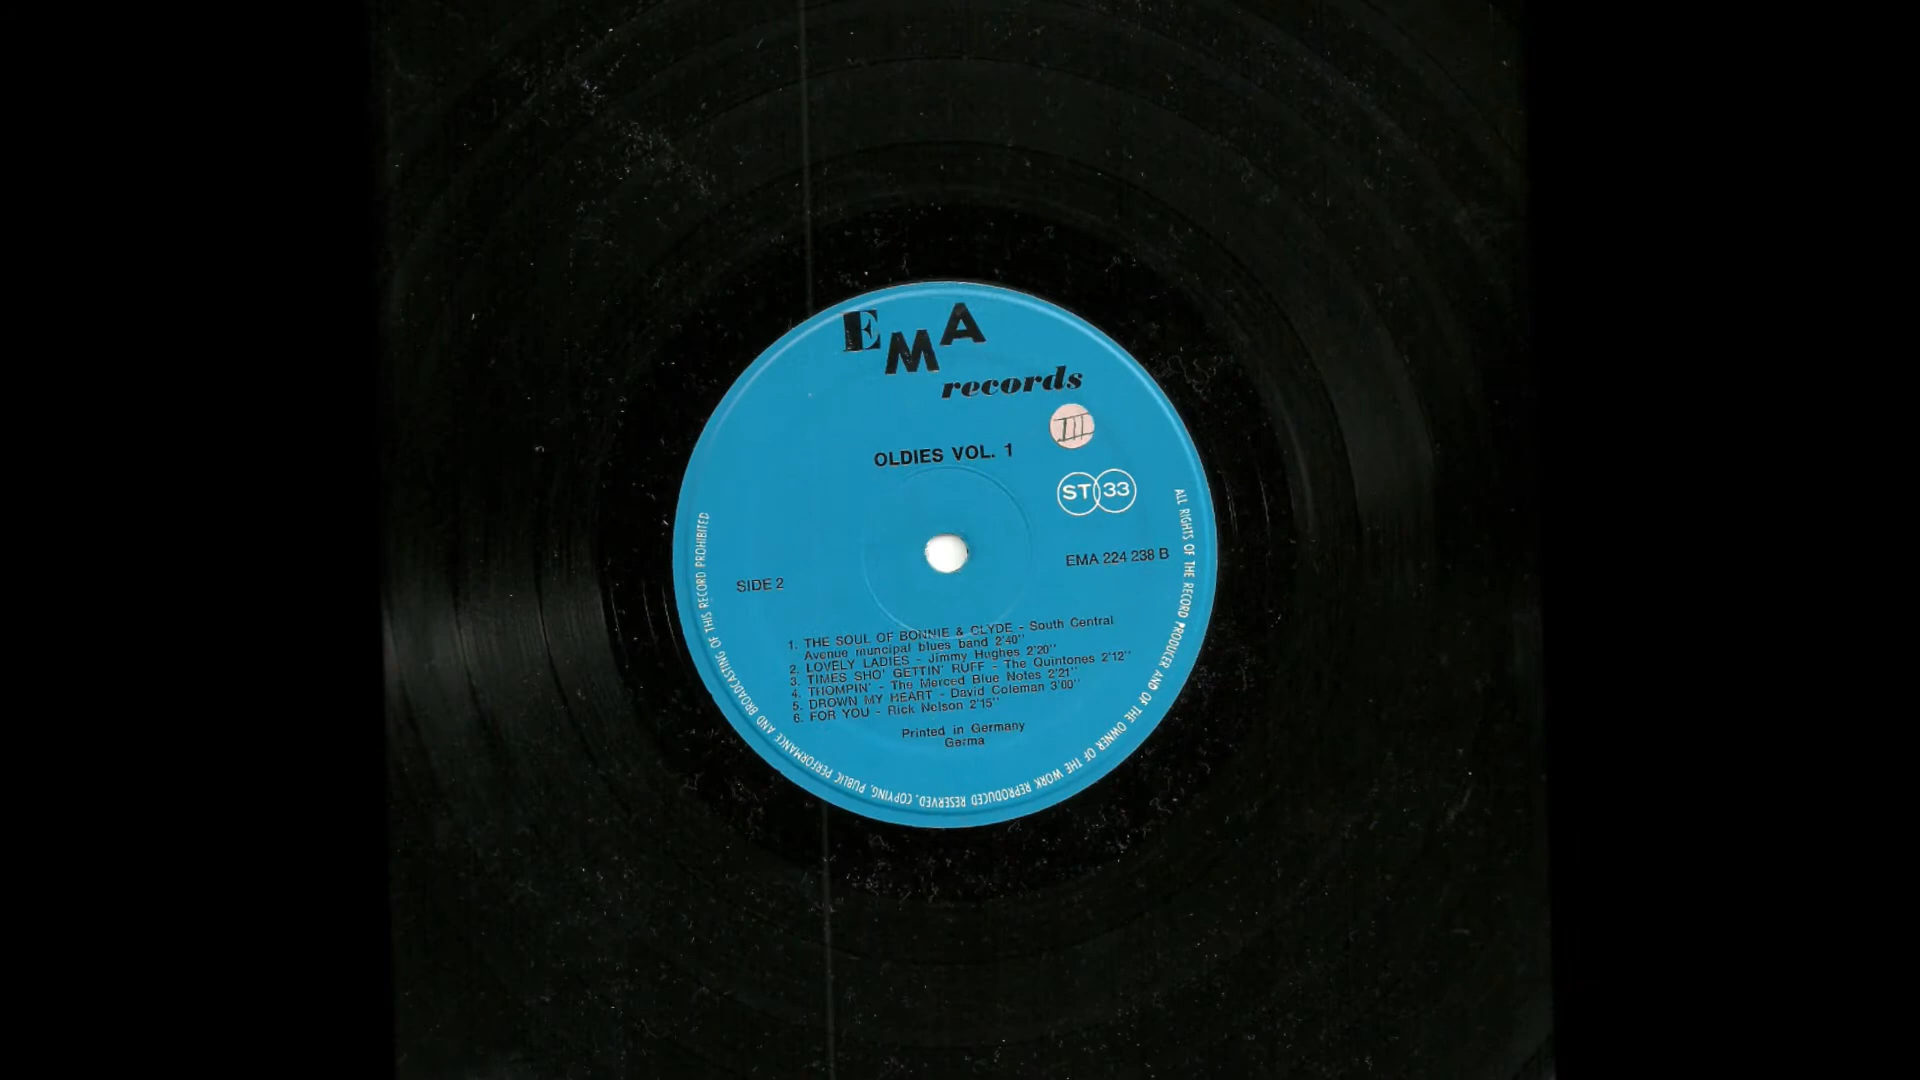 EMA
records
III
OLDIES VOL. 1
ST 33
EMA 224 238 B
SIDE 2
1. THE SOUL OF BONNIE & CLYDE - South Central
Avenue muncipal blues band 2'40''
2. LOVELY LADIES - Jimmy Hughes 2'20''
3. TIMES SHO' GETTIN' RUFF - The Quintones 2'12''
4. THOMPIN' - The Merced Blue Notes 2'21''
5. DROWN MY HEART - David Coleman 3'00''
6. FOR YOU - Rick Nelson 2'15''
Printed in Germany
Germa
ALL RIGHTS OF THE RECORD PRODUCER AND OF THE OWNER OF THE WORK REPRODUCED RESERVED. COPYING, PUBLIC PERFORMANCE AND BROADCASTING OF THIS RECORD PROHIBITED